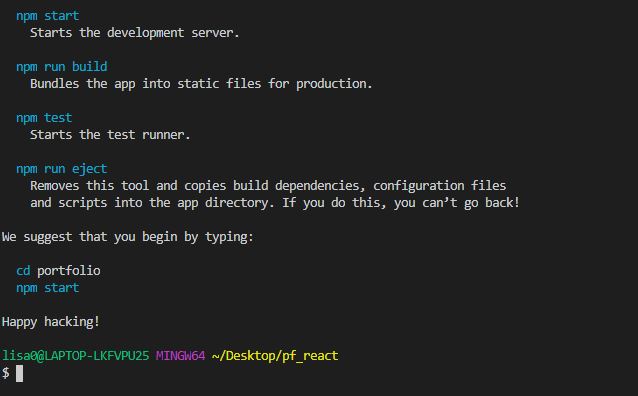 npm start
Starts the development server.
npm run build
Bundles the app into static files for production.
npm test
Starts the test runner.
npm run eject
Removes this tool and copies build dependencies, configuration files
and scripts into the app directory. If you do this, you can’t go back!
We suggest that you begin by typing:
cd portfolio
npm start
Happy hacking!
lisa0@LAPTOP-LKFVPU25 MINGW64 ~/Desktop/pf_react
$